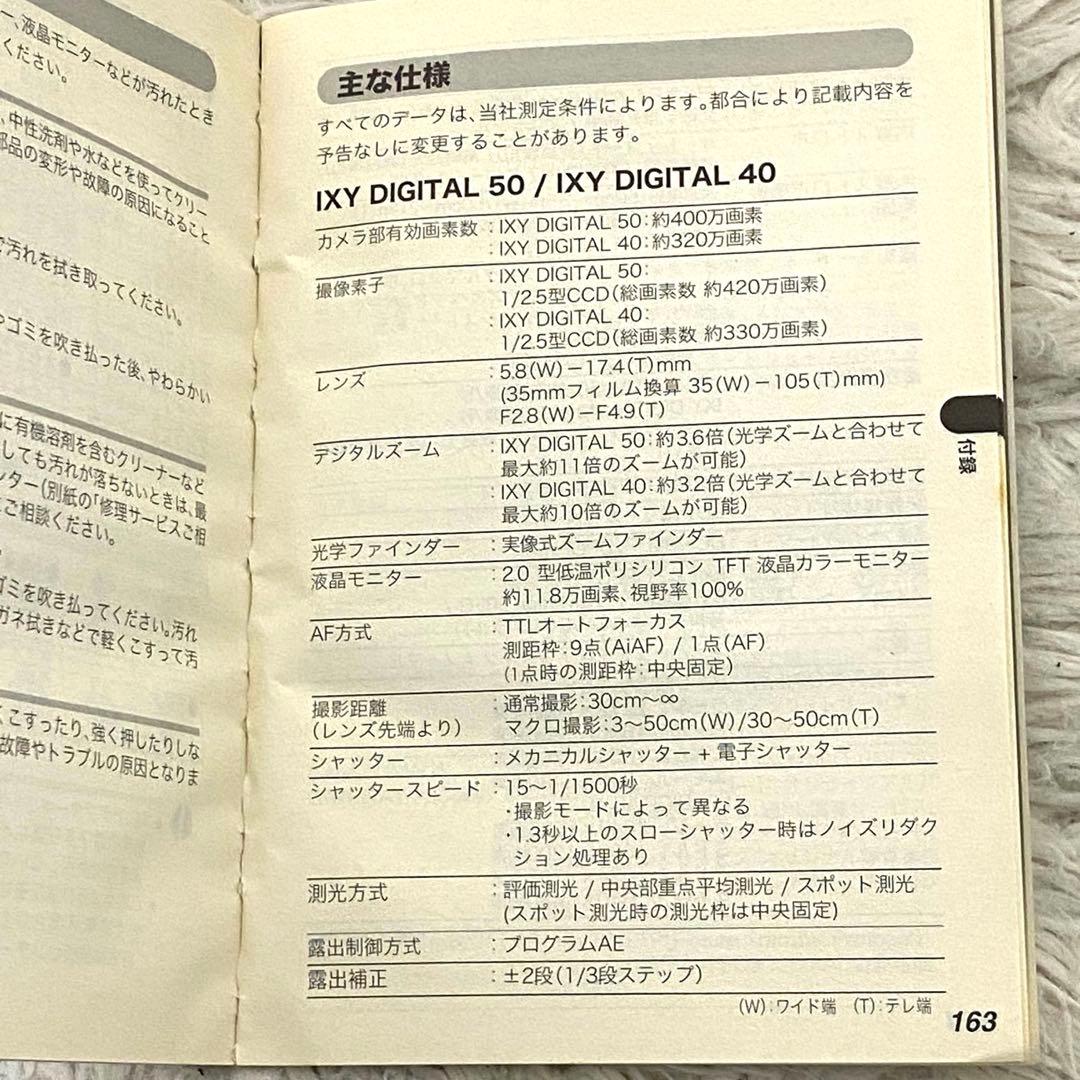 ー、液晶モニターなどが汚れたとき
ください。
、中性洗剤や水などを使ってクリー
部品の変形や故障の原因になること
で汚れを拭き取ってください。
やゴミを吹き払った後、やわらかい
に有機溶剤を含むクリーナーなど
しても汚れが落ちないときは、最
ンター(別紙の「修理サービスご相
ご相談ください。
ゴミを吹き払ってください。汚れ
ガネ拭きなどで軽くこすって汚
くこすったり、強く押したりしな
故障やトラブルの原因となりま
主な仕様
すべてのデータは、当社測定条件によります。都合により記載内容を
予告なしに変更することがあります。
IXY DIGITAL 50 / IXY DIGITAL 40
カメラ部有効画素数 : IXY DIGITAL 50:約400万画素
: IXY DIGITAL 40:約320万画素
撮像素子 : IXY DIGITAL 50:
1/2.5型CCD(総画素数 約420万画素)
: IXY DIGITAL 40:
1/2.5型CCD(総画素数 約330万画素)
レンズ : 5.8(W)−17.4(T)mm
(35mmフィルム換算 35(W)−105(T)mm)
F2.8(W)−F4.9(T)
デジタルズーム : IXY DIGITAL 50:約3.6倍(光学ズームと合わせて
最大約11倍のズームが可能)
: IXY DIGITAL 40:約3.2倍(光学ズームと合わせて
最大約10倍のズームが可能)
光学ファインダー : 実像式ズームファインダー
液晶モニター : 2.0 型低温ポリシリコン TFT 液晶カラーモニター
約11.8万画素、視野率100%
AF方式 : TTLオートフォーカス
測距枠:9点(AiAF) / 1点(AF)
(1点時の測距枠:中央固定)
撮影距離 : 通常撮影:30cm〜∞
(レンズ先端より) マクロ撮影:3〜50cm(W)/30〜50cm(T)
シャッター : メカニカルシャッター + 電子シャッター
シャッタースピード : 15〜1/1500秒
・撮影モードによって異なる
・1.3秒以上のスローシャッター時はノイズリダク
ション処理あり
測光方式 : 評価測光 / 中央部重点平均測光 / スポット測光
(スポット測光時の測光枠は中央固定)
露出制御方式 : プログラムAE
露出補正 : ±2段(1/3段ステップ)
(W):ワイド端 (T):テレ端
163
付録